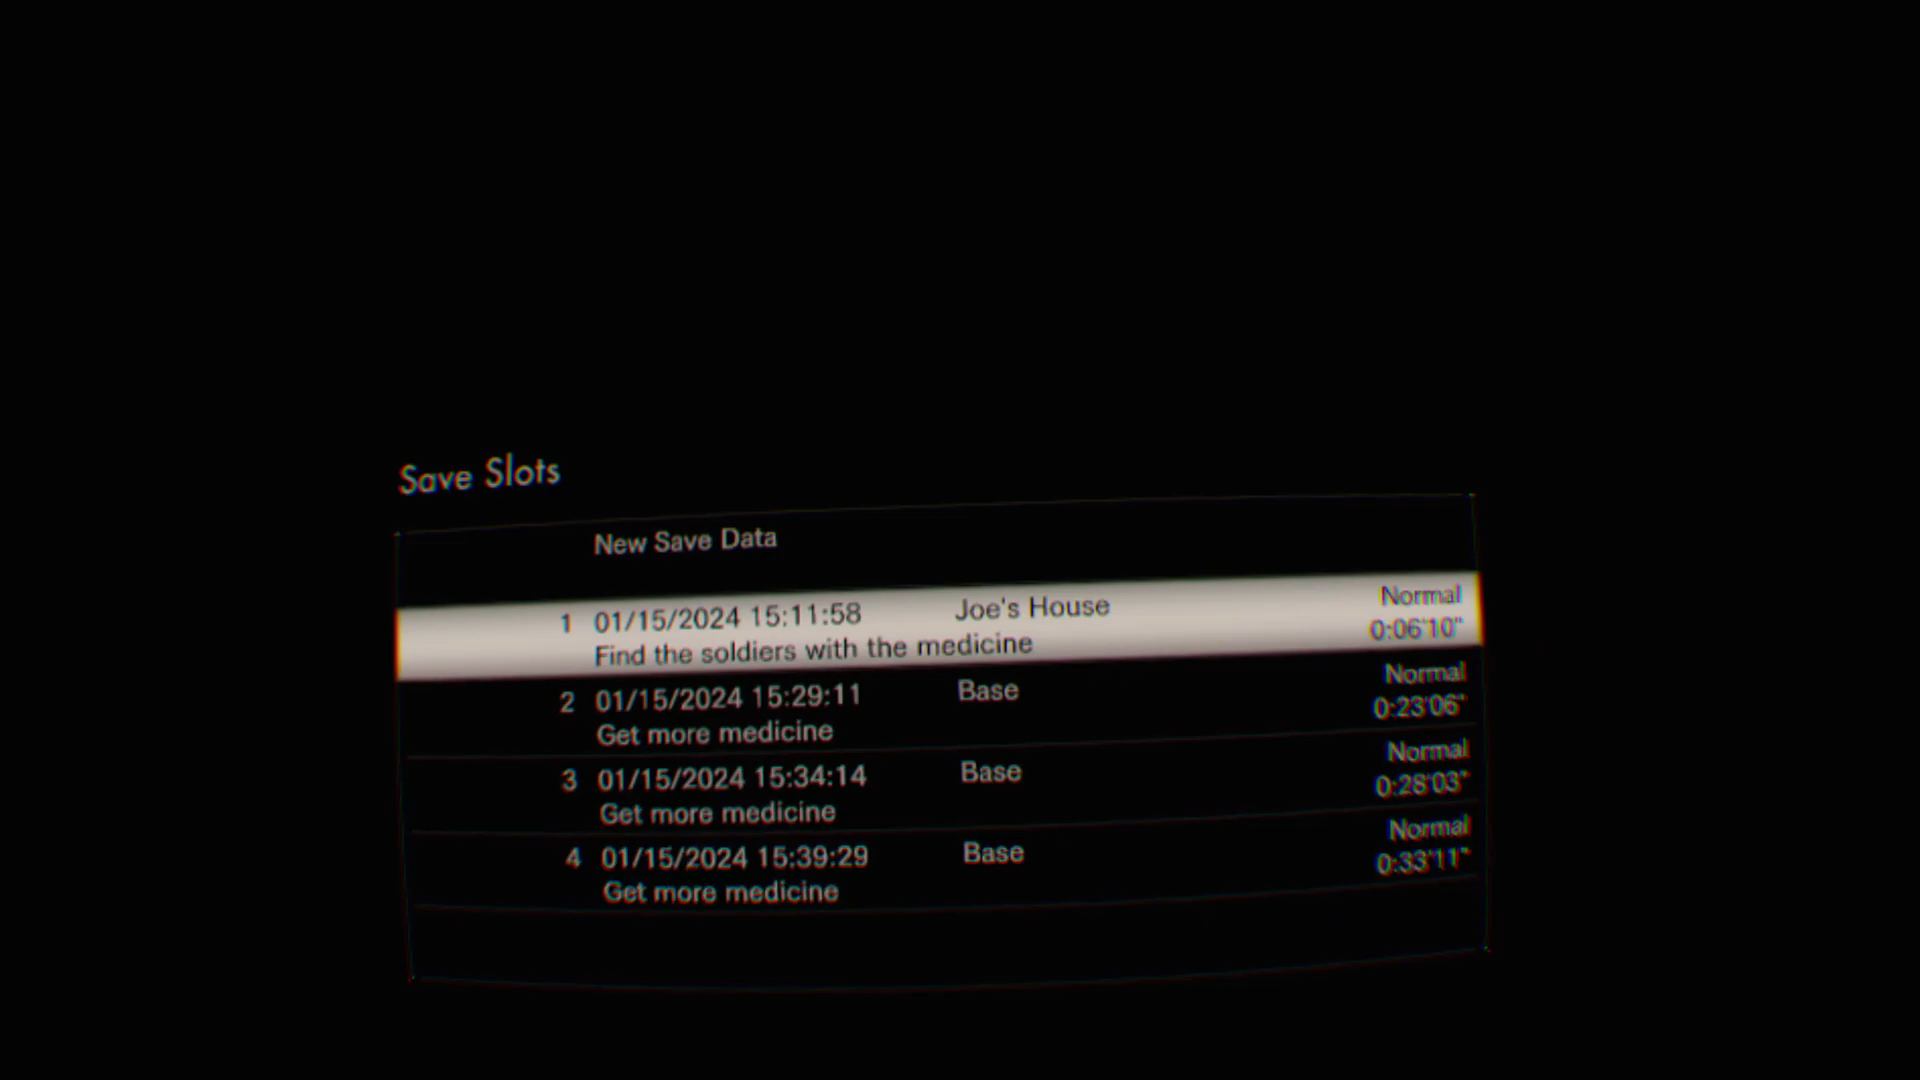 Save Slots
New Save Data
1 01/15/2024 15:11:58 Joe's House Normal
Find the soldiers with the medicine 0:06'10"
2 01/15/2024 15:29:11 Base Normal
Get more medicine 0:23'06"
3 01/15/2024 15:34:14 Base Normal
Get more medicine 0:28'03"
4 01/15/2024 15:39:29 Base Normal
Get more medicine 0:33'11"